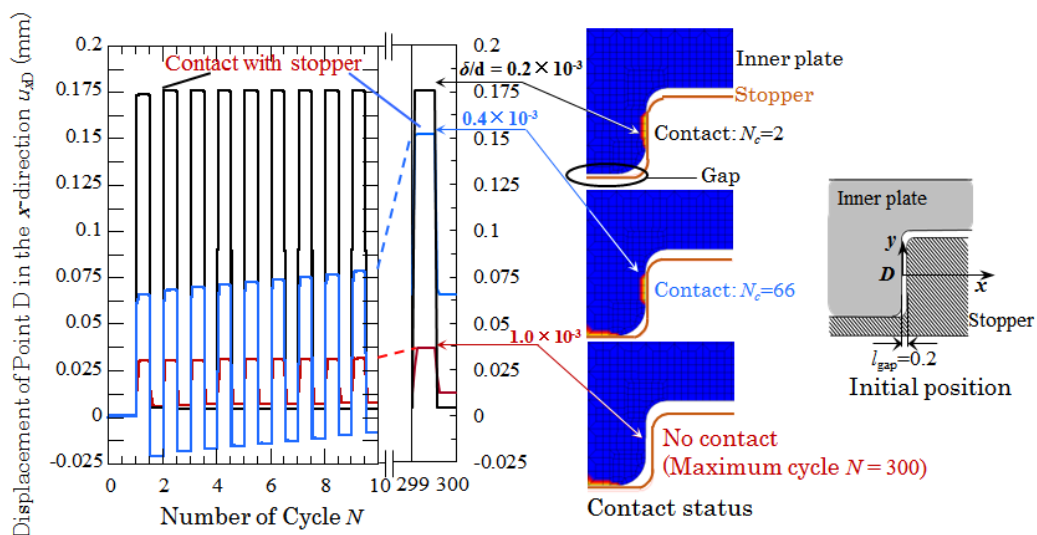 Displacement of Point D in the x-direction uxD (mm)
0.2
0.175
0.15
0.125
0.1
0.075
0.05
0.025
0
-0.025
0 2 4 6 8 10
299 300
Number of Cycle N
Contact with stopper
0.2
0.175
0.15
0.125
0.1
0.075
0.05
0.025
0
-0.025
δ/d = 0.2×10⁻³
0.4×10⁻³
1.0×10⁻³
Inner plate
Stopper
Contact: Nc=2
Gap
Contact: Nc=66
No contact
(Maximum cycle N = 300)
Contact status
Inner plate
y
D
x
Stopper
lgap=0.2
Initial position